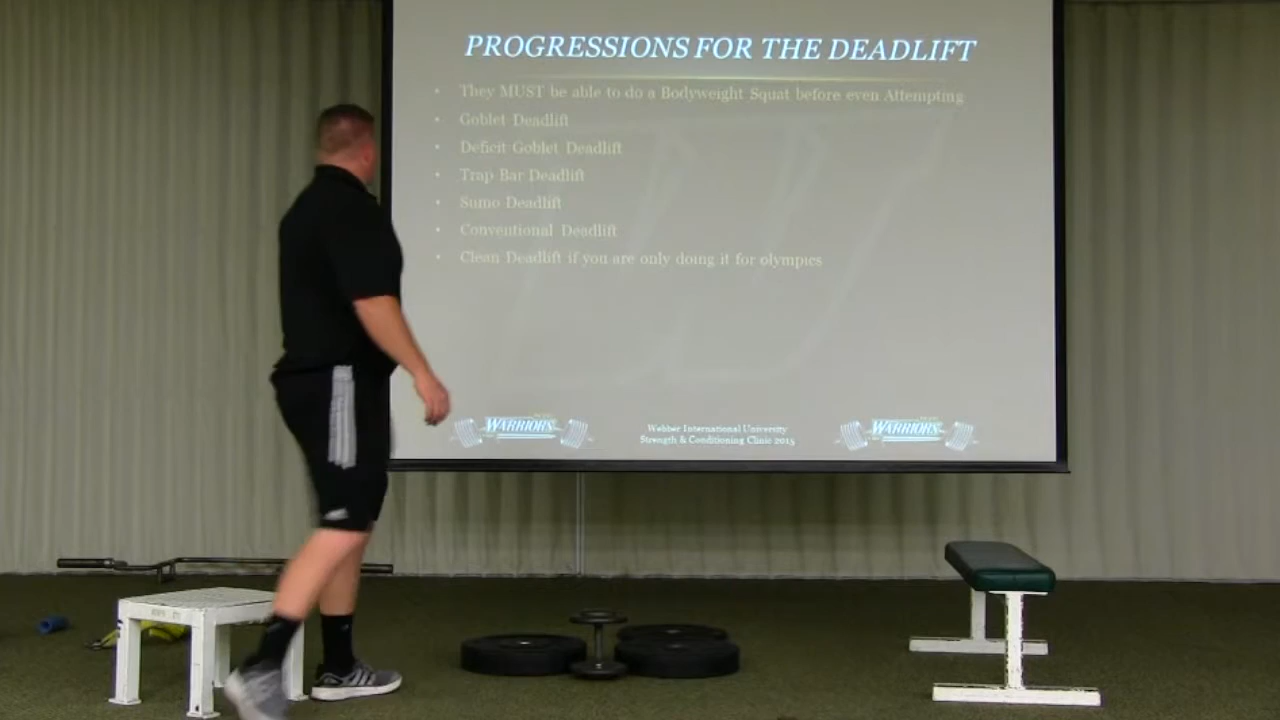 PROGRESSIONS FOR THE DEADLIFT
• They MUST be able to do a Bodyweight Squat before even Attempting
• Goblet Deadlift
• Deficit Goblet Deadlift
• Trap Bar Deadlift
• Sumo Deadlift
• Conventional Deadlift
• Clean Deadlift if you are only doing it for olympics
WARRIORS
Webber International University
Strength & Conditioning Clinic 2015
WARRIORS